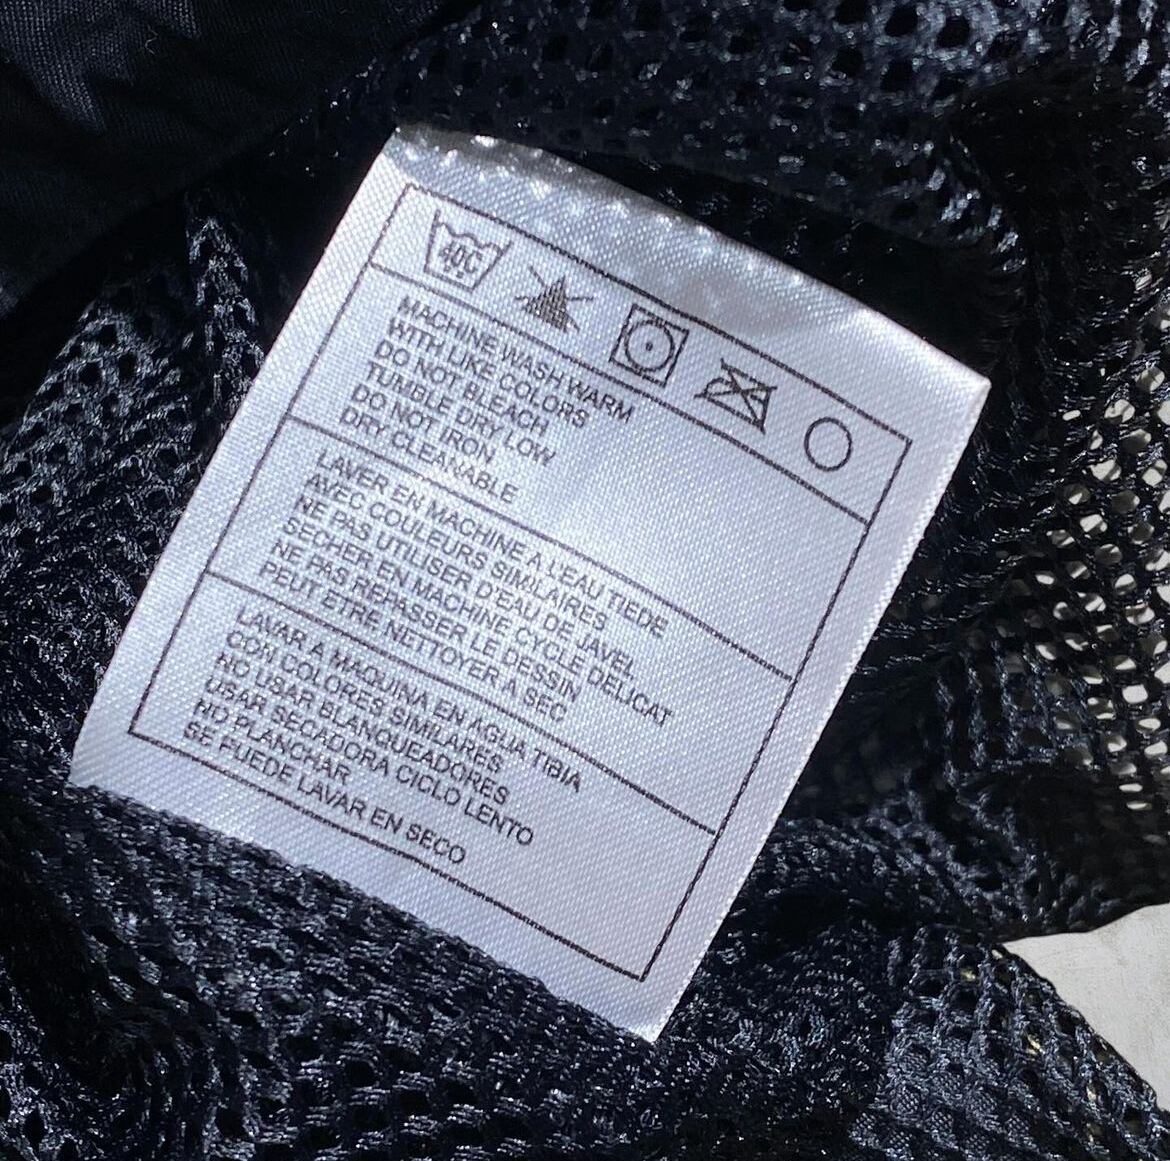 40C
MACHINE WASH WARM
WITH LIKE COLORS
DO NOT BLEACH
TUMBLE DRY LOW
DO NOT IRON
DRY CLEANABLE
LAVER EN MACHINE A L'EAU TIEDE
AVEC COULEURS SIMILAIRES
NE PAS UTILISER D'EAU DE JAVEL
SECHER EN MACHINE CYCLE DELICAT
NE PAS REPASSER LE DESSIN
PEUT ETRE NETTOYER A SEC
LAVAR A MAQUINA EN AGUA TIBIA
CON COLORES SIMILARES
NO USAR BLANQUEADORES
USAR SECADORA CICLO LENTO
NO PLANCHAR
SE PUEDE LAVAR EN SECO